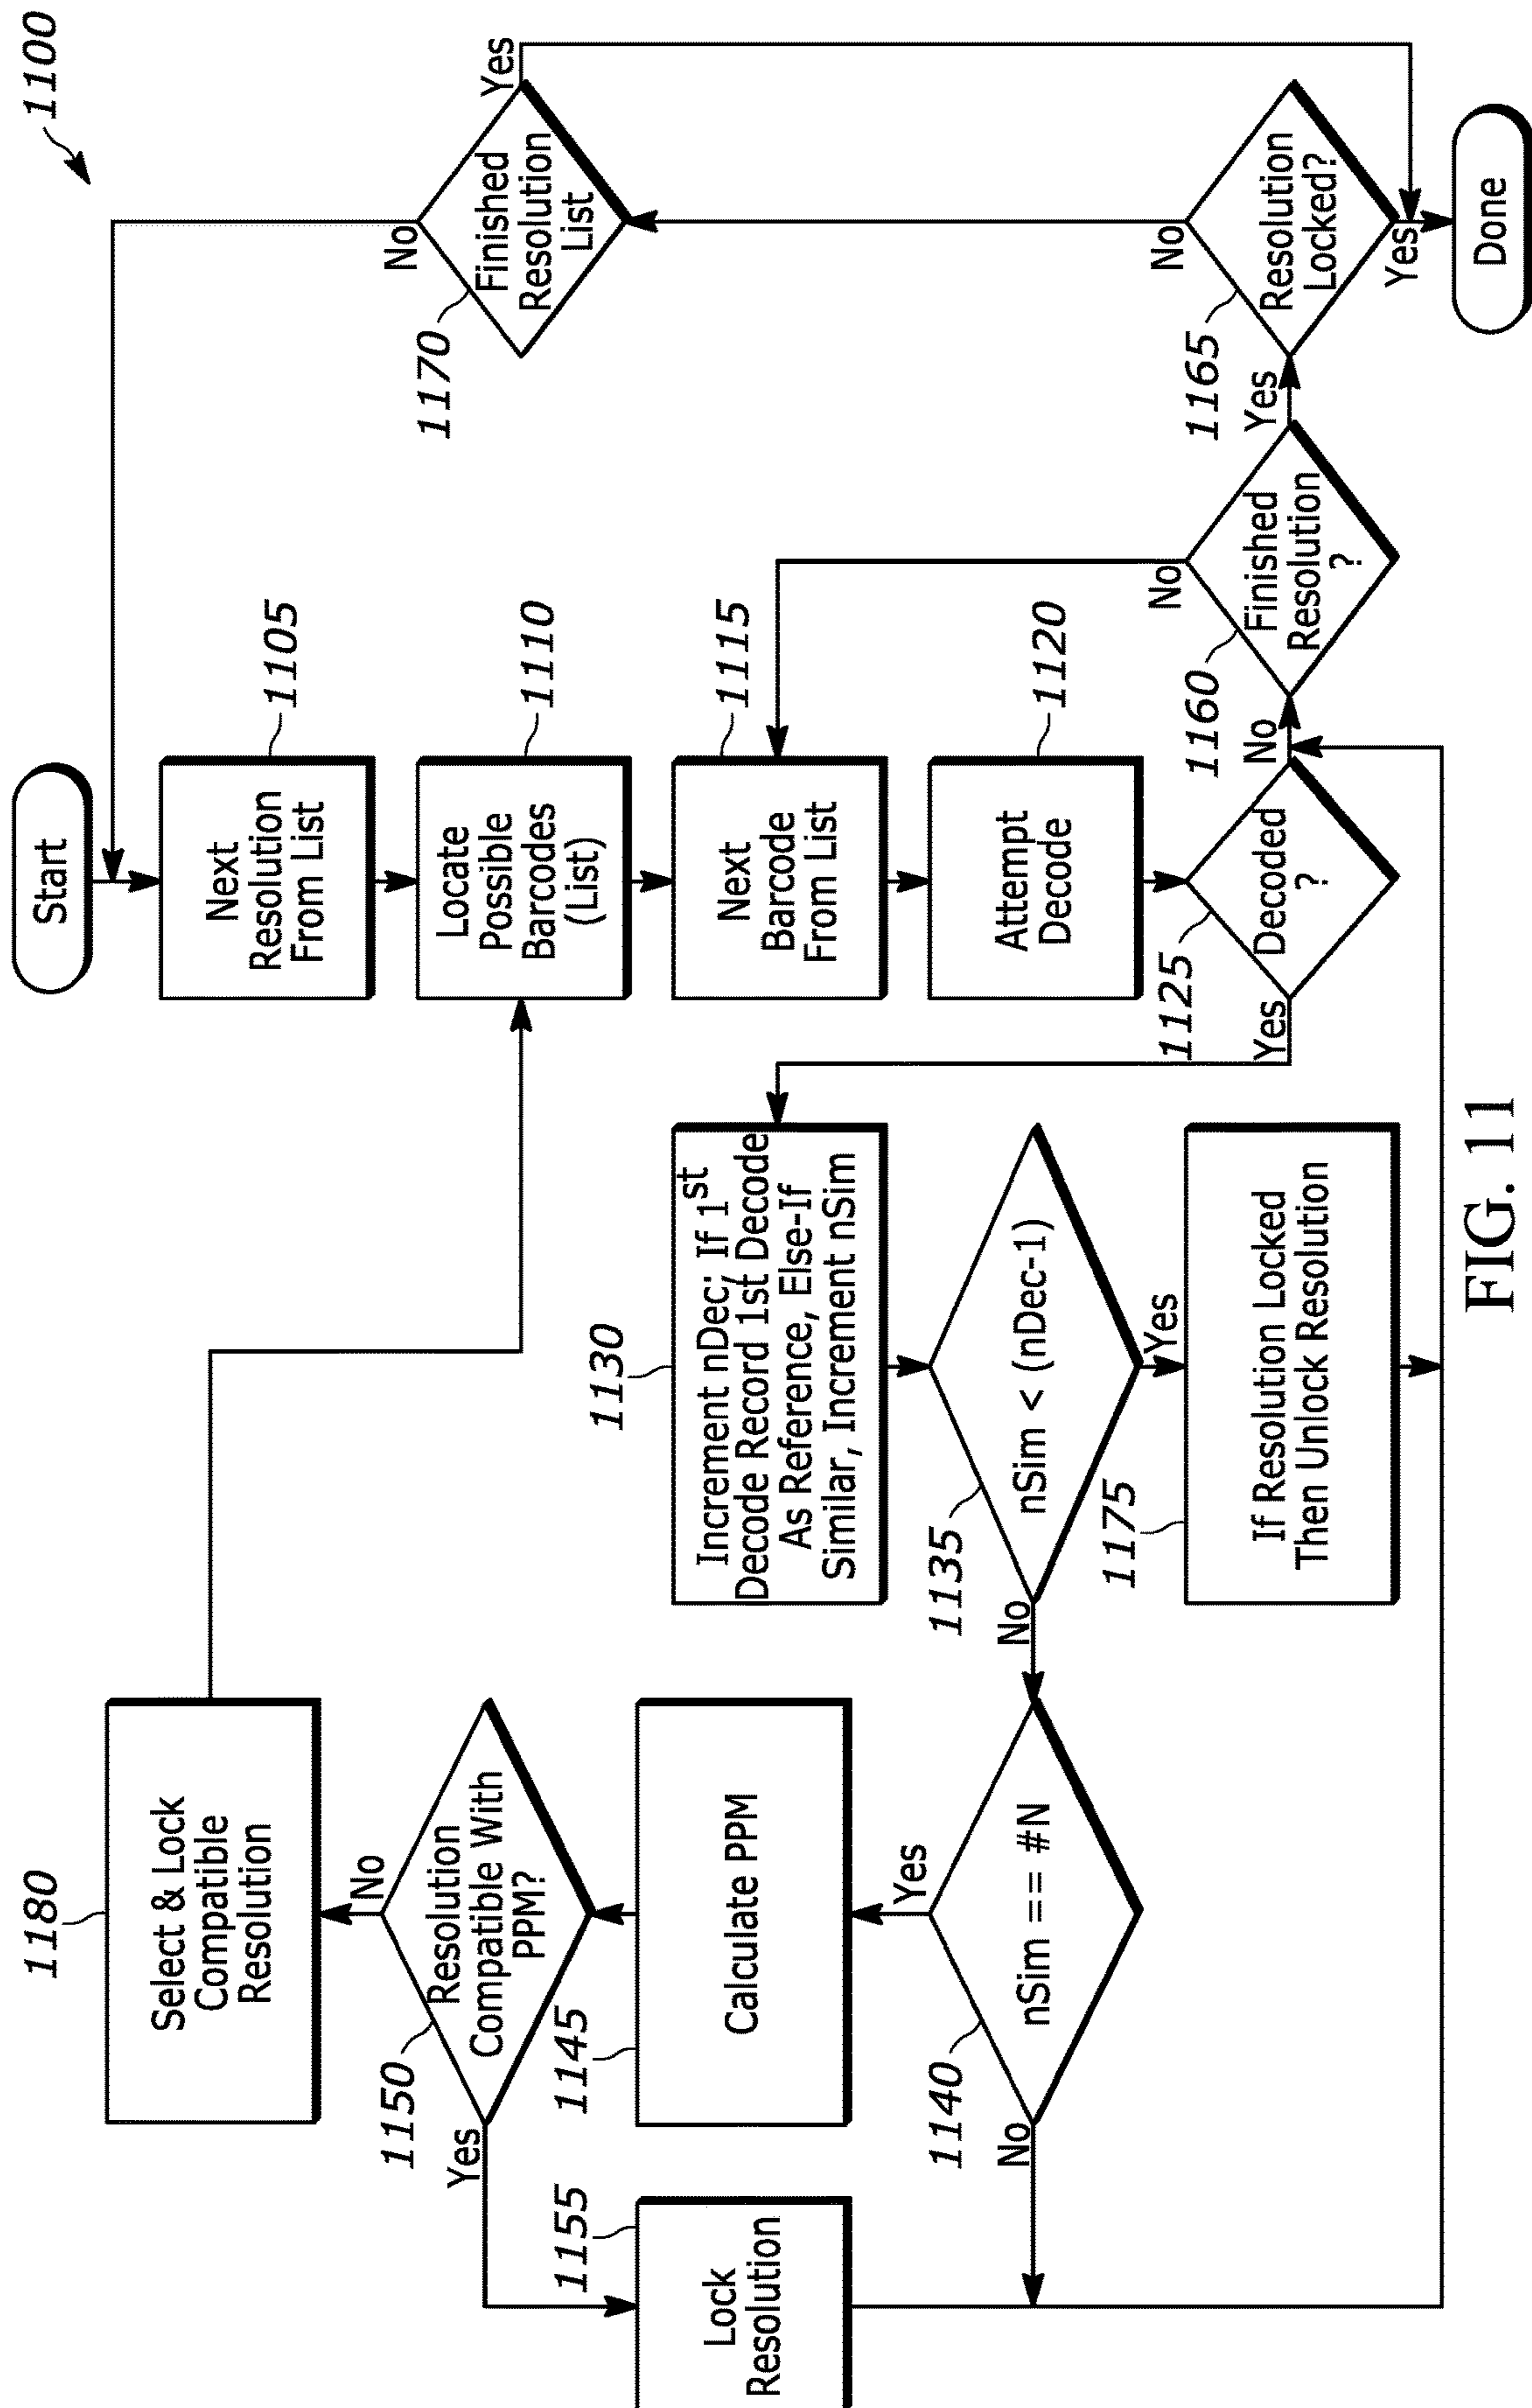 1100
Start
Next
Resolution
From List
1105
Locate
Possible
Barcodes
(List)
1110
Next
Barcode
From List
1115
Attempt
Decode
1120
Decoded
?
1125
Yes
No
Finished
Resolution
?
1160
No
Yes
Resolution
Locked?
1165
No
Yes
Finished
Resolution
List
1170
No
Yes
Done
Increment nDec; If 1st
Decode Record 1st Decode
As Reference, Else-If
Similar, Increment nSim
1130
nSim < (nDec-1)
1135
No
Yes
If Resolution Locked
Then Unlock Resolution
1175
nSim == #N
1140
Yes
No
Calculate PPM
1145
Resolution
Compatible With
PPM?
1150
No
Yes
Select & Lock
Compatible
Resolution
1180
Lock
Resolution
1155
FIG. 11